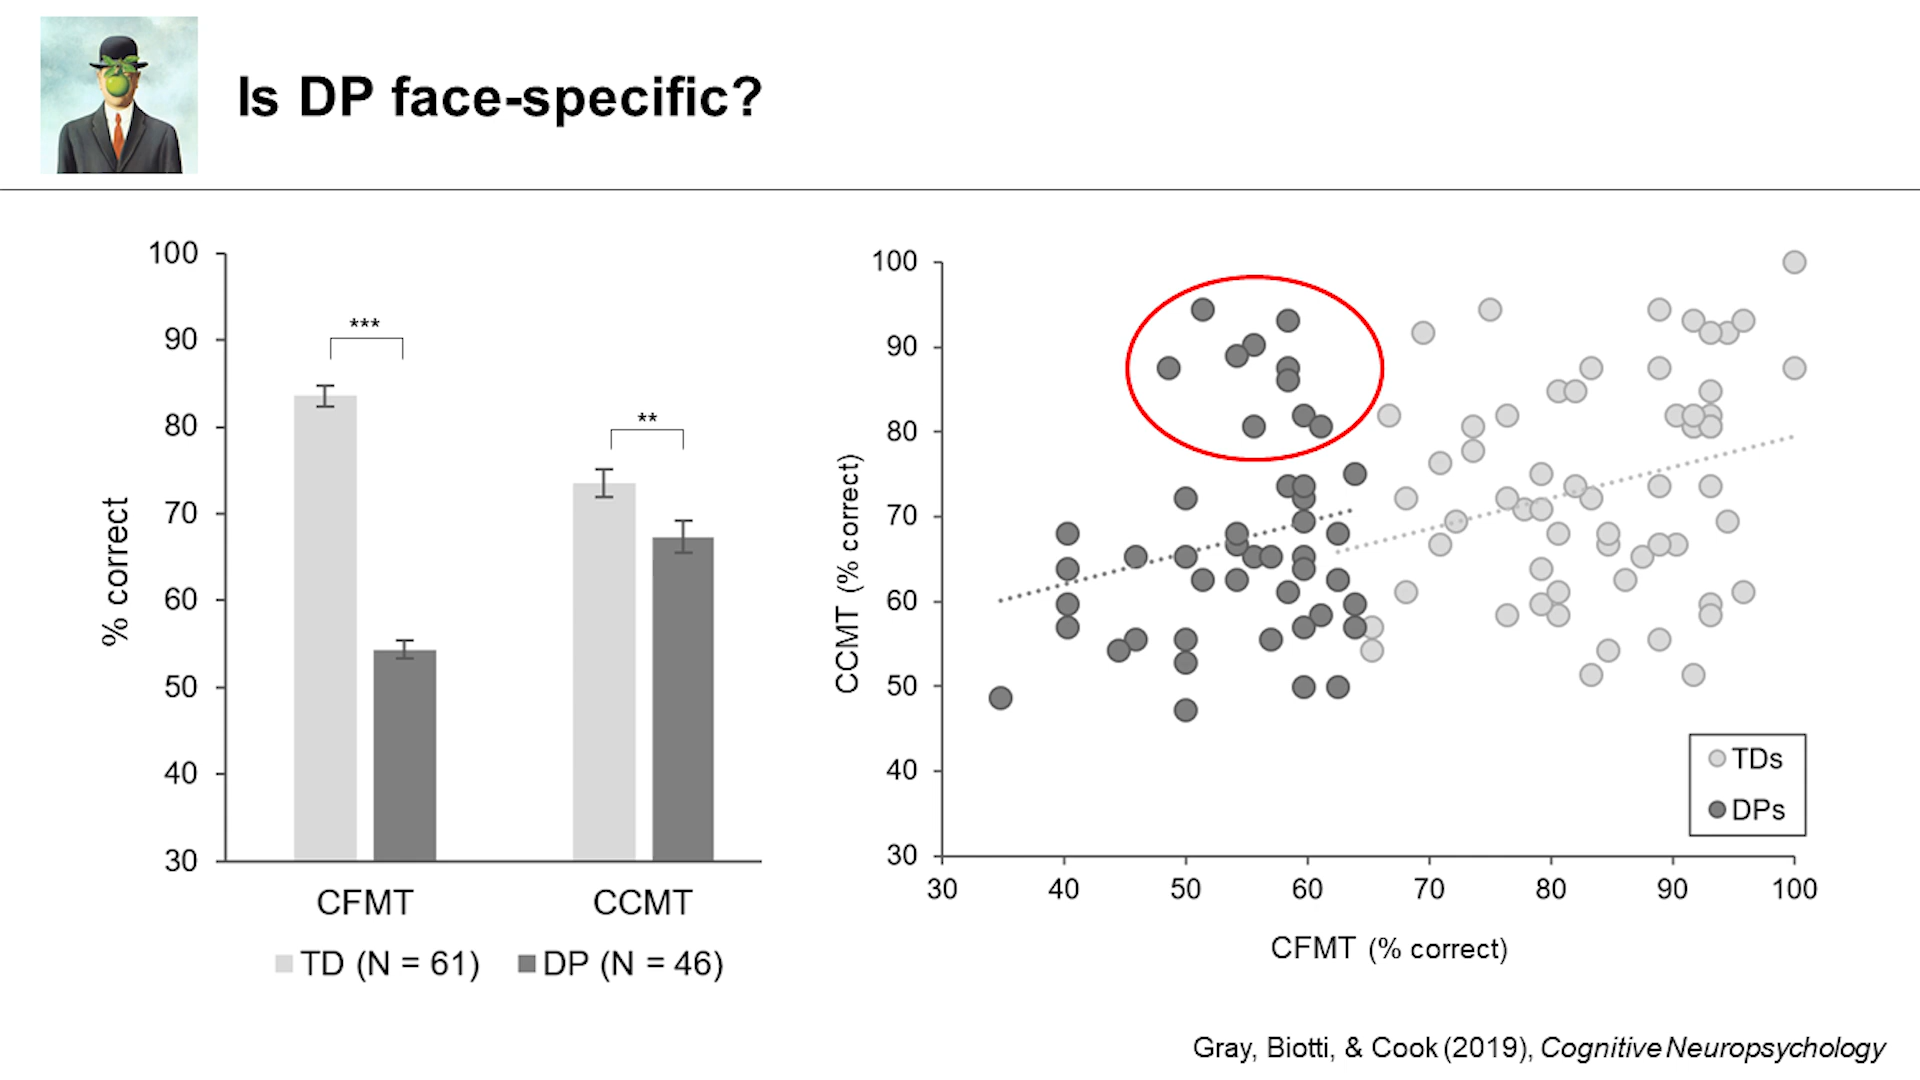 Is DP face-specific?
100
90
80
70
60
50
40
30
% correct
***
**
CFMT
CCMT
TD (N = 61)
DP (N = 46)
100
90
80
70
60
50
40
30
CCMT (% correct)
30
40
50
60
70
80
90
100
CFMT (% correct)
TDs
DPs
Gray, Biotti, & Cook (2019), Cognitive Neuropsychology